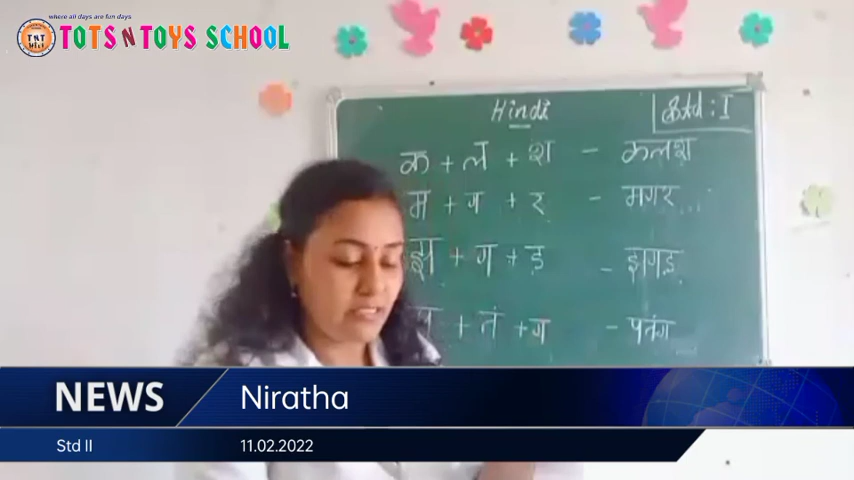 where all days are fun days
TNT
TOTS N TOYS SCHOOL
Hindi
Std : I
क + ल + श - कलश
म + ग + र - मगर
झ + ग + ड़ - झगड़
+ तं + ग - पतंग
NEWS
Niratha
Std II
11.02.2022